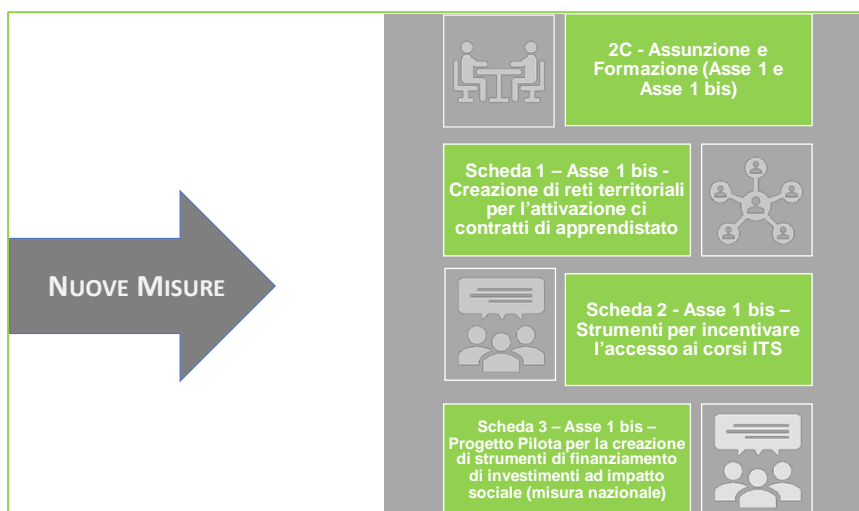 NUOVE MISURE
2C - Assunzione e
Formazione (Asse 1 e
Asse 1 bis)
Scheda 1 – Asse 1 bis -
Creazione di reti territoriali
per l’attivazione ci
contratti di apprendistato
Scheda 2 - Asse 1 bis –
Strumenti per incentivare
l’accesso ai corsi ITS
Scheda 3 – Asse 1 bis –
Progetto Pilota per la creazione
di strumenti di finanziamento
di investimenti ad impatto
sociale (misura nazionale)